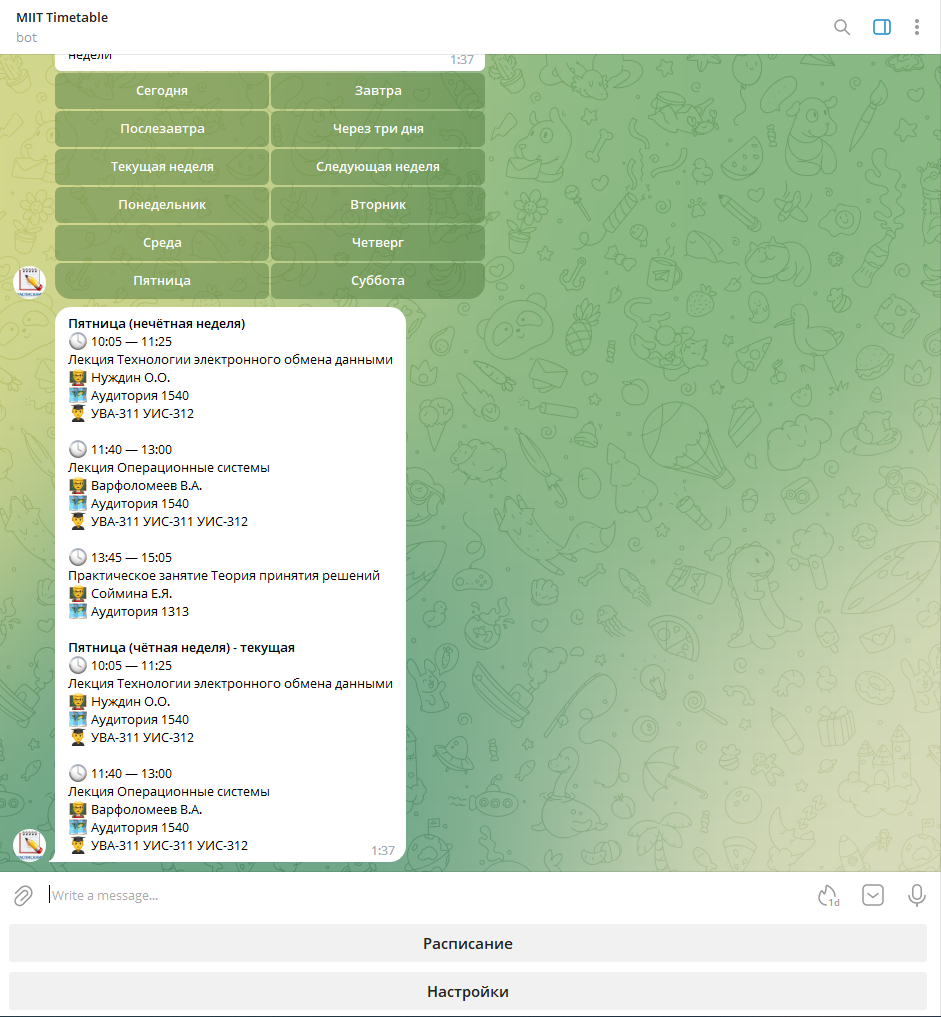 MIIT Timetable
bot
недели
1:37
Сегодня
Завтра
Послезавтра
Через три дня
Текущая неделя
Следующая неделя
Понедельник
Вторник
Среда
Четверг
Пятница
Суббота
Пятница (нечётная неделя)
10:05 — 11:25
Лекция Технологии электронного обмена данными
Нуждин О.О.
Аудитория 1540
УВА-311 УИС-312
11:40 — 13:00
Лекция Операционные системы
Варфоломеев В.А.
Аудитория 1540
УВА-311 УИС-311 УИС-312
13:45 — 15:05
Практическое занятие Теория принятия решений
Соймина Е.Я.
Аудитория 1313
Пятница (чётная неделя) - текущая
10:05 — 11:25
Лекция Технологии электронного обмена данными
Нуждин О.О.
Аудитория 1540
УВА-311 УИС-312
11:40 — 13:00
Лекция Операционные системы
Варфоломеев В.А.
Аудитория 1540
УВА-311 УИС-311 УИС-312
1:37
Write a message...
1d
Расписание
Настройки